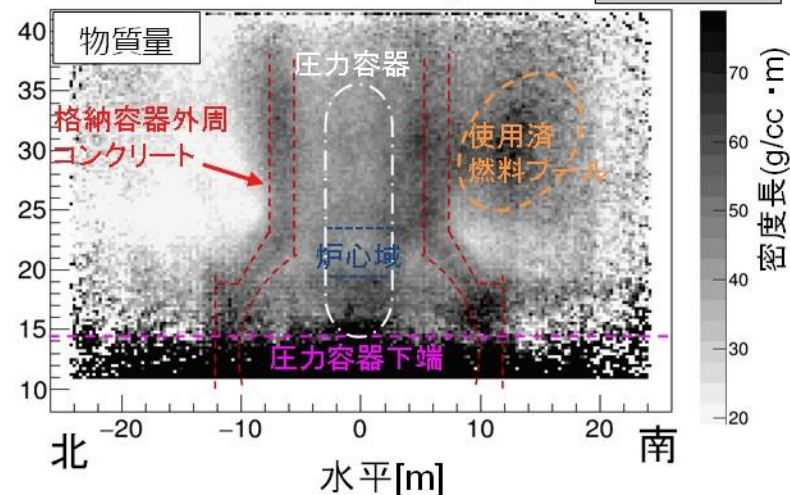 物質量
圧力容器
格納容器外周
コンクリート
使用済
燃料プール
炉心域
圧力容器下端
40
35
30
25
20
15
10
−20
−10
0
10
20
北
南
水平[m]
70
60
50
40
30
20
密度長(g/cc・m)